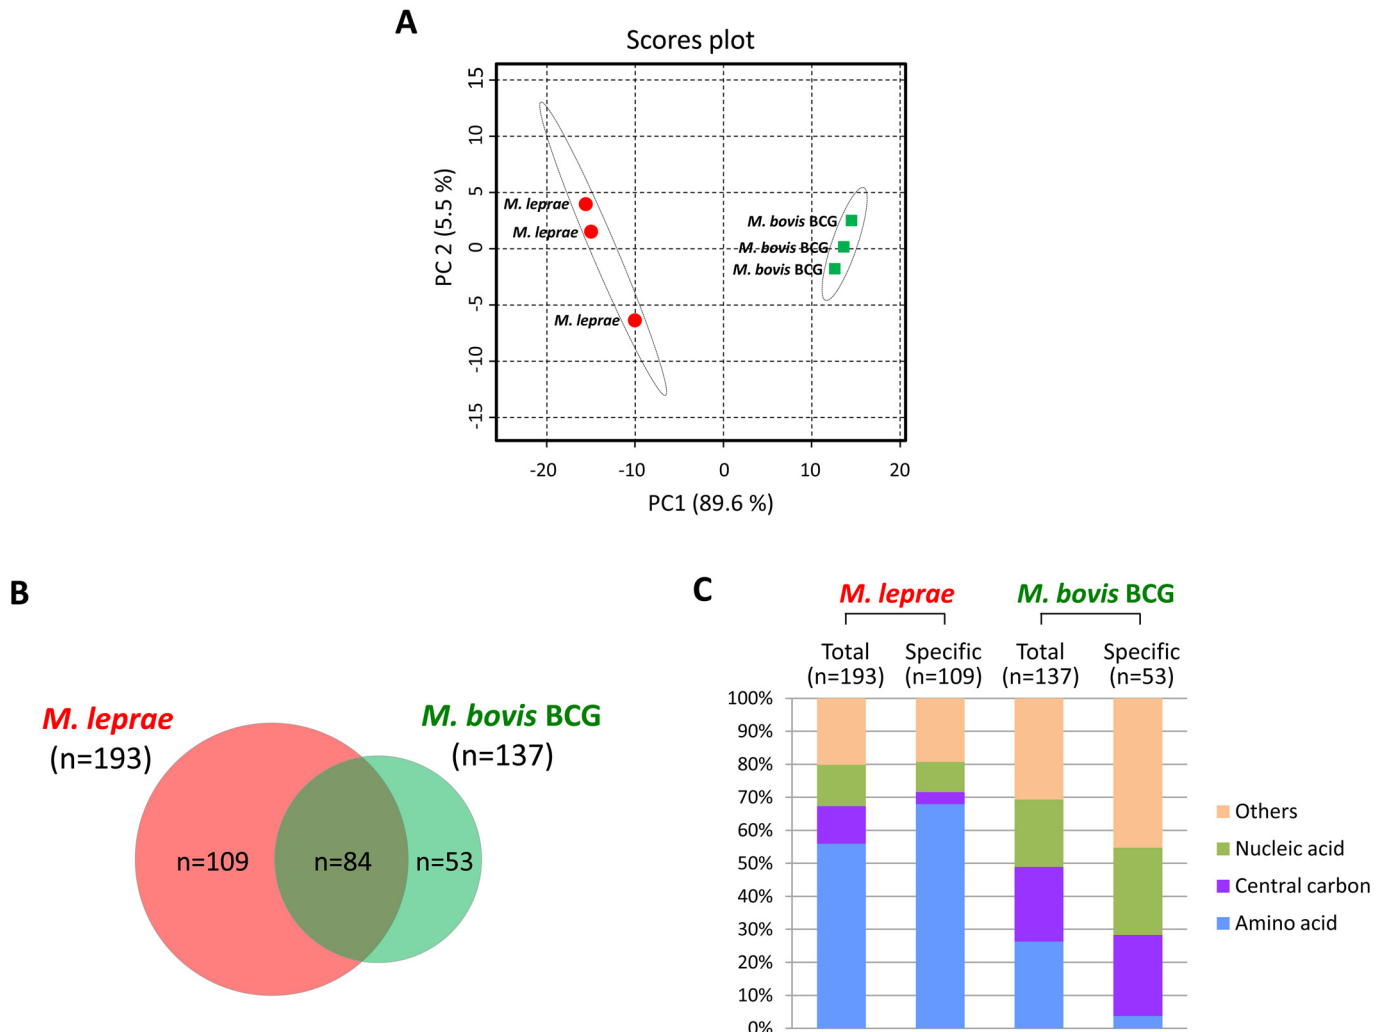 A
Scores plot
15
10
5
0
-5
-10
-15
PC 2 (5.5 %)
M. leprae
M. leprae
M. leprae
M. bovis BCG
M. bovis BCG
M. bovis BCG
-20 -10 0 10 20
PC1 (89.6 %)
B
M. leprae
(n=193)
M. bovis BCG
(n=137)
n=109 n=84 n=53
C
M. leprae M. bovis BCG
Total Specific Total Specific
(n=193) (n=109) (n=137) (n=53)
100%
90%
80%
70%
60%
50%
40%
30%
20%
10%
0%
Others
Nucleic acid
Central carbon
Amino acid